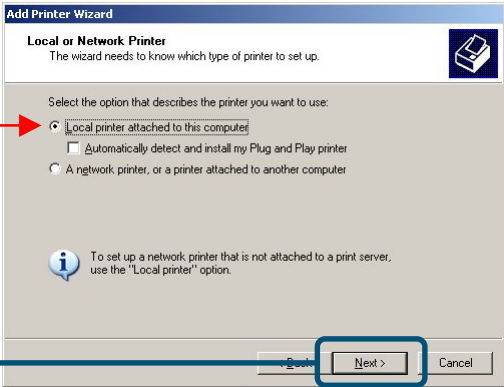 Add Printer Wizard
Local or Network Printer
The wizard needs to know which type of printer to set up.
Select the option that describes the printer you want to use:
Local printer attached to this computer
Automatically detect and install my Plug and Play printer
A network printer, or a printer attached to another computer
To set up a network printer that is not attached to a print server,
use the "Local printer" option.
Next > Cancel